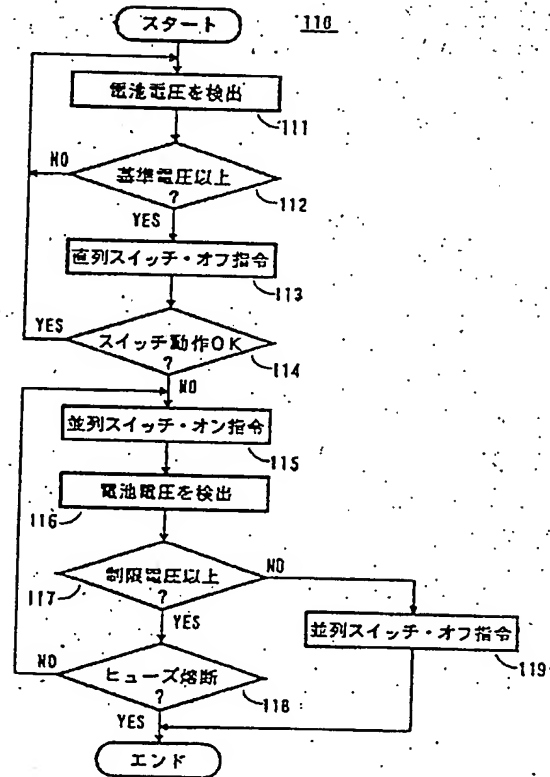 スタート
110
電池電圧を検出
111
NO
基準電圧以上
?
112
YES
直列スイッチ・オフ指令
113
YES
スイッチ動作OK
?
114
NO
並列スイッチ・オン指令
115
電池電圧を検出
116
制限電圧以上
?
NO
117
YES
並列スイッチ・オフ指令
119
NO
ヒューズ熔断
?
118
YES
エンド